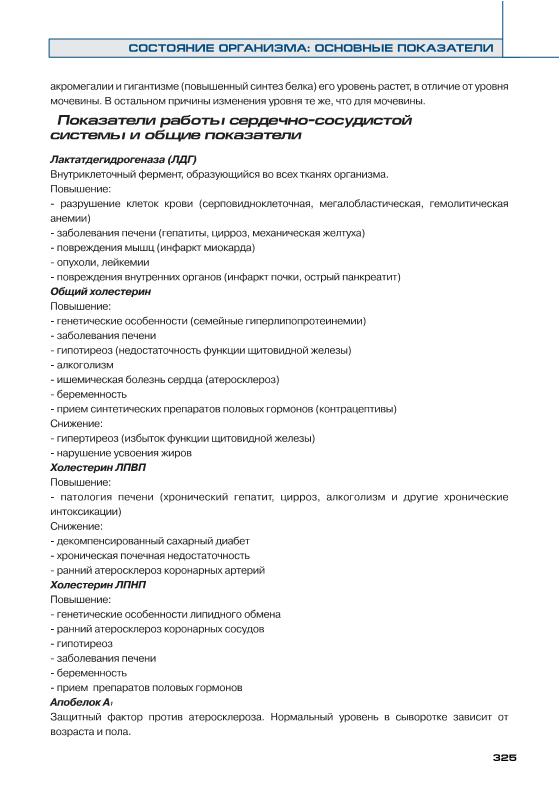 СОСТОЯНИЕ ОРГАНИЗМА: ОСНОВНЫЕ ПОКАЗАТЕЛИ
акромегалии и гигантизме (повышенный синтез белка) его уровень растет, в отличие от уровня
мочевины. В остальном причины изменения уровня те же, что для мочевины.
Показатели работы сердечно-сосудистой
системы и общие показатели
Лактатдегидрогеназа (ЛДГ)
Внутриклеточный фермент, образующийся во всех тканях организма.
Повышение:
- разрушение клеток крови (серповидноклеточная, мегалобластическая, гемолитическая
анемии)
- заболевания печени (гепатиты, цирроз, механическая желтуха)
- повреждения мышц (инфаркт миокарда)
- опухоли, лейкемии
- повреждения внутренних органов (инфаркт почки, острый панкреатит)
Общий холестерин
Повышение:
- генетические особенности (семейные гиперлипопротеинемии)
- заболевания печени
- гипотиреоз (недостаточность функции щитовидной железы)
- алкоголизм
- ишемическая болезнь сердца (атеросклероз)
- беременность
- прием синтетических препаратов половых гормонов (контрацептивы)
Снижение:
- гипертиреоз (избыток функции щитовидной железы)
- нарушение усвоения жиров
Холестерин ЛПВП
Повышение:
- патология печени (хронический гепатит, цирроз, алкоголизм и другие хронические
интоксикации)
Снижение:
- декомпенсированный сахарный диабет
- хроническая почечная недостаточность
- ранний атеросклероз коронарных артерий
Холестерин ЛПНП
Повышение:
- генетические особенности липидного обмена
- ранний атеросклероз коронарных сосудов
- гипотиреоз
- заболевания печени
- беременность
- прием препаратов половых гормонов
Апобелок А₁
Защитный фактор против атеросклероза. Нормальный уровень в сыворотке зависит от
возраста и пола.
325